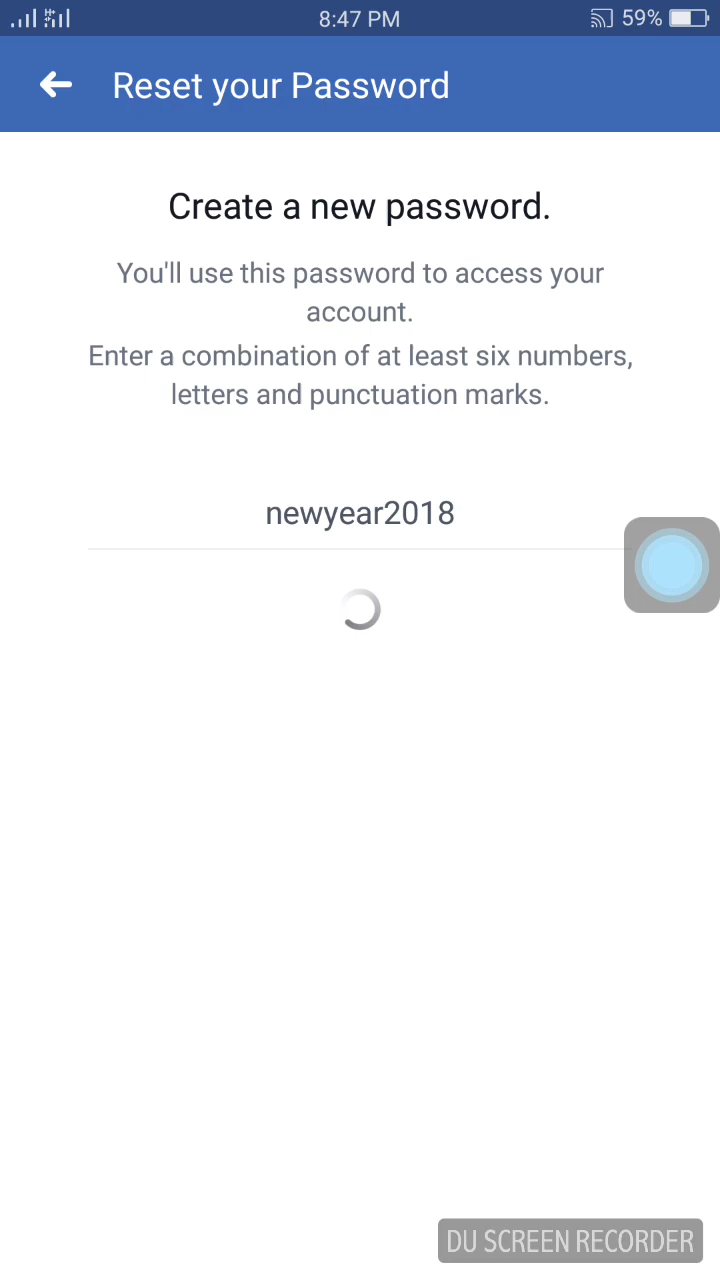 8:47 PM
59%
Reset your Password
Create a new password.
You'll use this password to access your
account.
Enter a combination of at least six numbers,
letters and punctuation marks.
newyear2018
DU SCREEN RECORDER